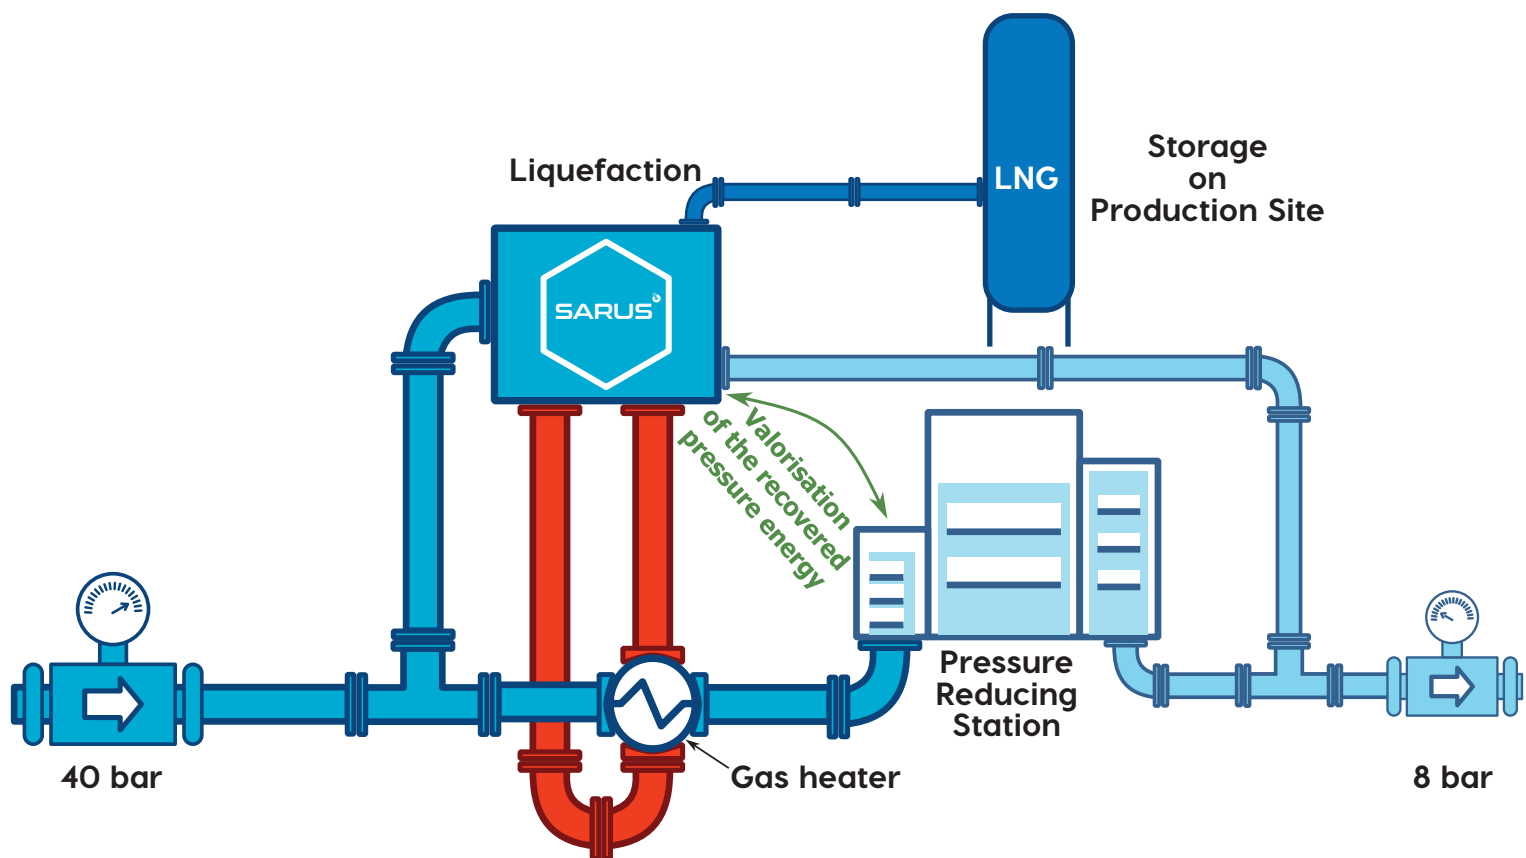 Liquefaction
LNG
Storage
on
Production Site
SARUS
Valorisation
of the recovered
pressure energy
Pressure
Reducing
Station
Gas heater
40 bar
8 bar